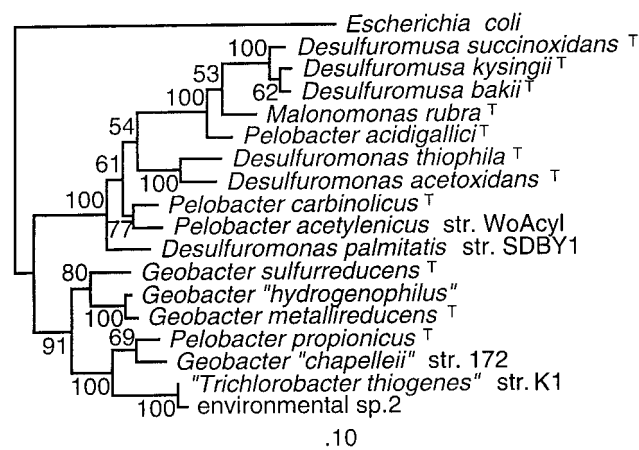 Escherichia coli
100 Desulfuromusa succinoxidans T
Desulfuromusa kysingii T
53
62 Desulfuromusa bakii T
100
Malonomonas rubra T
54
Pelobacter acidigallici T
61
Desulfuromonas thiophila T
100 Desulfuromonas acetoxidans T
100
Pelobacter carbinolicus T
77 Pelobacter acetylenicus str. WoAcyl
Desulfuromonas palmitatis str. SDBY1
80 Geobacter sulfurreducens T
Geobacter "hydrogenophilus"
100 Geobacter metallireducens T
91
69 Pelobacter propionicus T
Geobacter "chapelleii" str. 172
100 "Trichlorobacter thiogenes" str. K1
100 environmental sp.2
.10